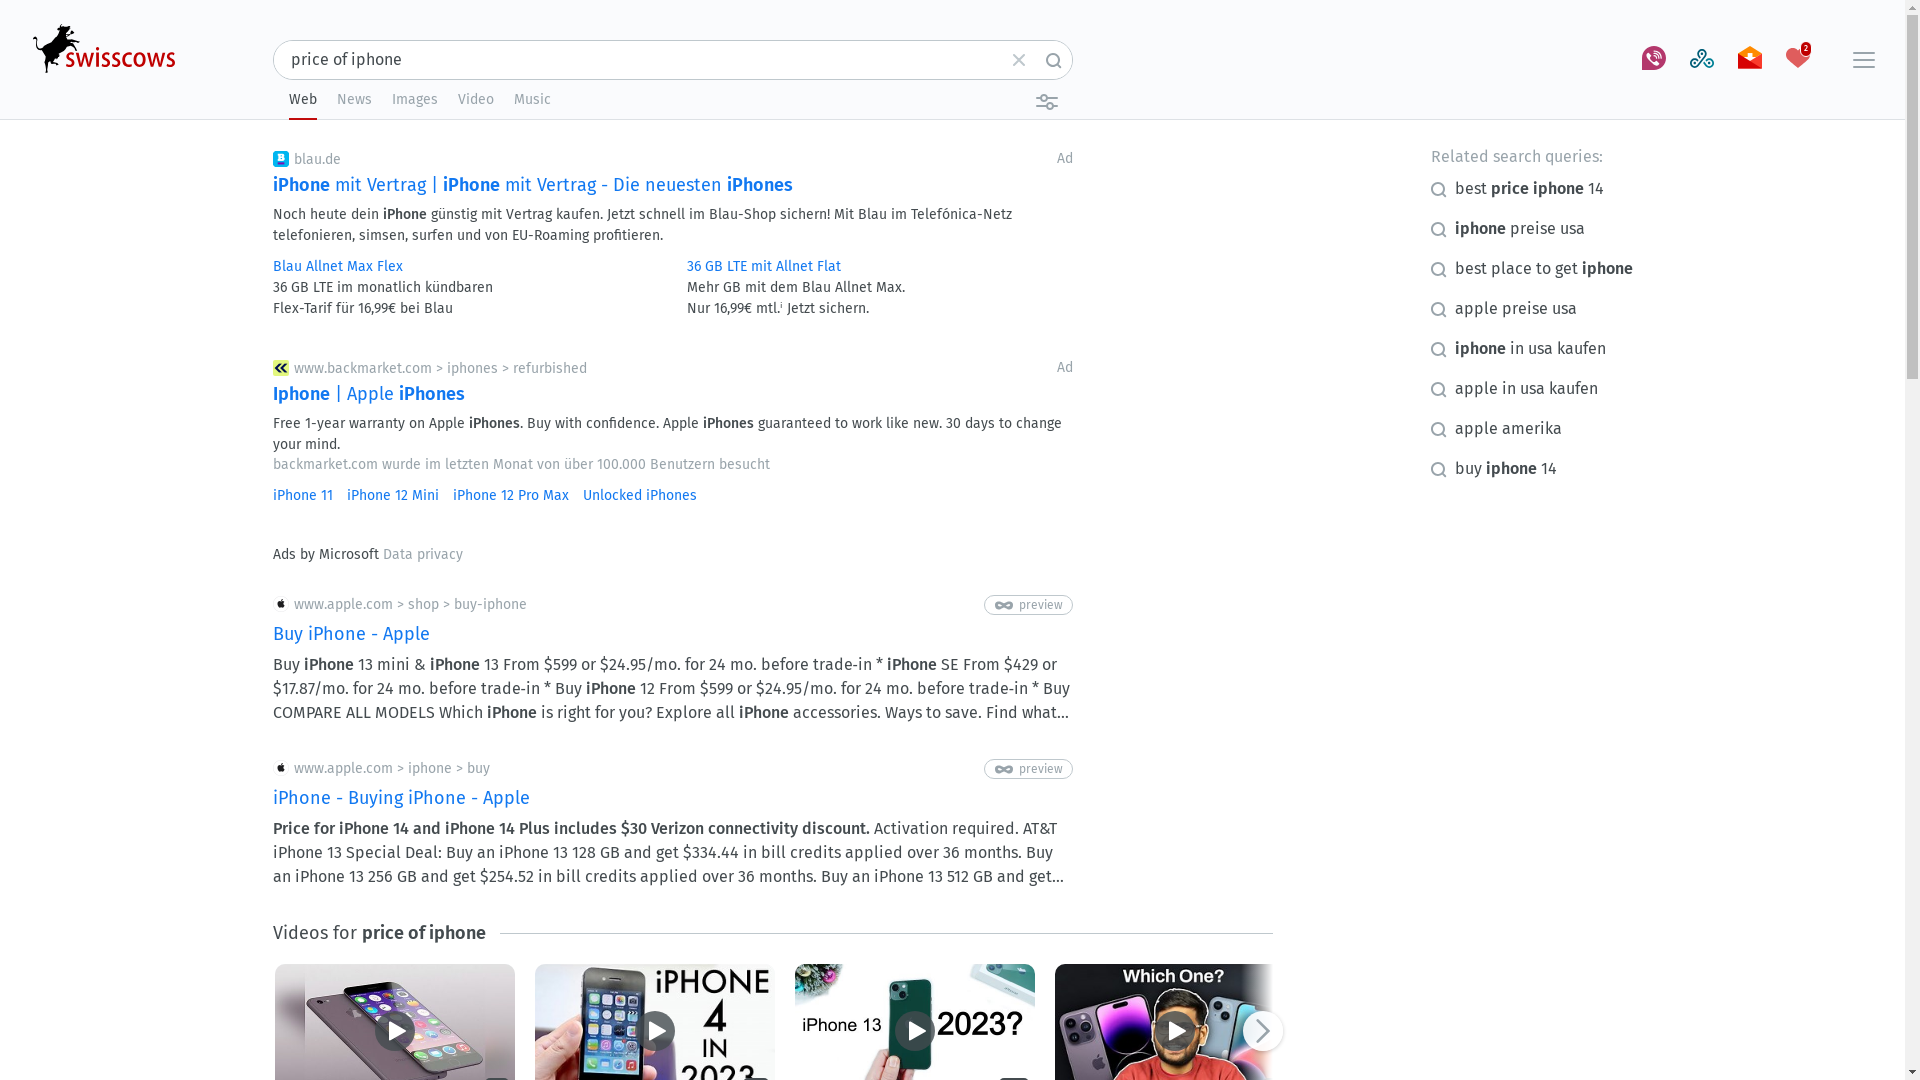 swisscows
price of iphone
2
Web News Images Video Music
blau.de
Ad
iPhone mit Vertrag | iPhone mit Vertrag - Die neuesten iPhones
Noch heute dein iPhone günstig mit Vertrag kaufen. Jetzt schnell im Blau-Shop sichern! Mit Blau im Telefónica-Netz
telefonieren, simsen, surfen und von EU-Roaming profitieren.
Blau Allnet Max Flex
36 GB LTE im monatlich kündbaren
Flex-Tarif für 16,99€ bei Blau
36 GB LTE mit Allnet Flat
Mehr GB mit dem Blau Allnet Max.
Nur 16,99€ mtl.ⁱ Jetzt sichern.
www.backmarket.com > iphones > refurbished
Ad
Iphone | Apple iPhones
Free 1-year warranty on Apple iPhones. Buy with confidence. Apple iPhones guaranteed to work like new. 30 days to change
your mind.
backmarket.com wurde im letzten Monat von über 100.000 Benutzern besucht
iPhone 11 iPhone 12 Mini iPhone 12 Pro Max Unlocked iPhones
Ads by Microsoft Data privacy
www.apple.com > shop > buy-iphone
preview
Buy iPhone - Apple
Buy iPhone 13 mini & iPhone 13 From $599 or $24.95/mo. for 24 mo. before trade-in * iPhone SE From $429 or
$17.87/mo. for 24 mo. before trade-in * Buy iPhone 12 From $599 or $24.95/mo. for 24 mo. before trade-in * Buy
COMPARE ALL MODELS Which iPhone is right for you? Explore all iPhone accessories. Ways to save. Find what...
www.apple.com > iphone > buy
preview
iPhone - Buying iPhone - Apple
Price for iPhone 14 and iPhone 14 Plus includes $30 Verizon connectivity discount. Activation required. AT&T
iPhone 13 Special Deal: Buy an iPhone 13 128 GB and get $334.44 in bill credits applied over 36 months. Buy
an iPhone 13 256 GB and get $254.52 in bill credits applied over 36 months. Buy an iPhone 13 512 GB and get...
Videos for price of iphone
iPHONE
4
IN
2023
iPhone 13 2023?
Which One?
Related search queries:
best price iphone 14
iphone preise usa
best place to get iphone
apple preise usa
iphone in usa kaufen
apple in usa kaufen
apple amerika
buy iphone 14